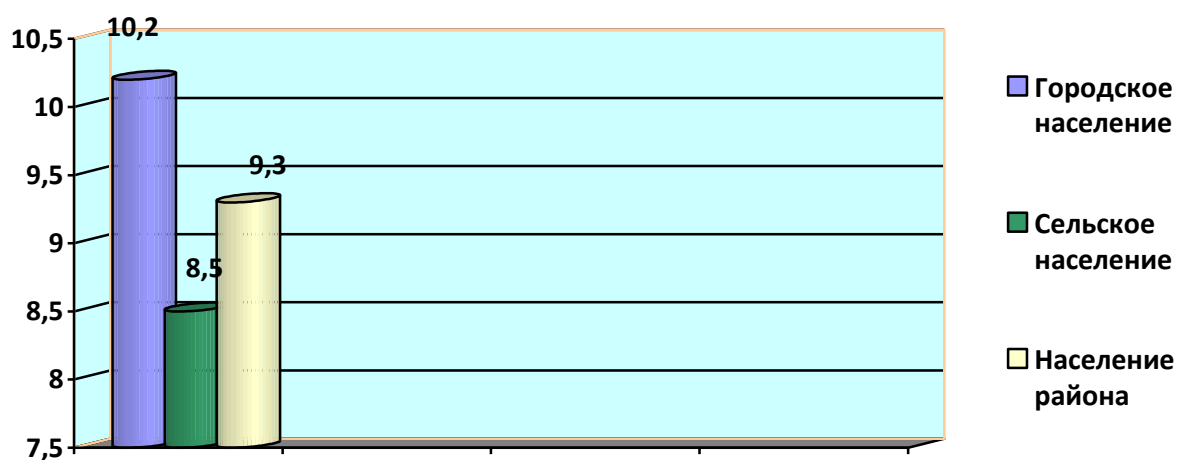 10,2
10,5
10
9,5
9
8,5
8
7,5
9,3
8,5
Городское
население
Сельское
население
Население
района